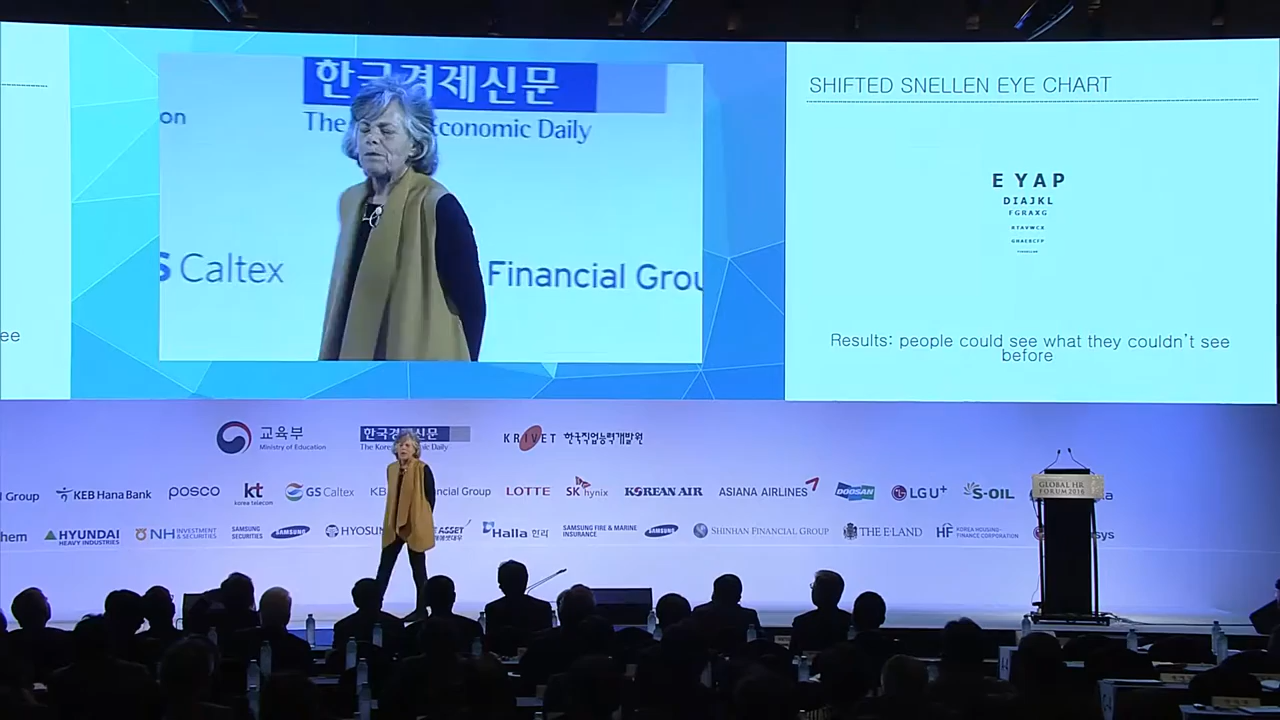 한국경제신문
on
The
conomic Daily
Caltex
Financial Grou
ee
SHIFTED SNELLEN EYE CHART
E YAP
DIAJKL
FGRAXG
Results: people could see what they couldn't see
before
교육부
Ministry of Education
한국 신문
The Kore ic Daily
KRIVET 한국직업능력개발원
l Group
KEB Hana Bank
posco
kt
korea telecom
GS Caltex
KB ncial Group
LOTTE
SK hynix
KOREAN AIR
ASIANA AIRLINES
DOOSAN
LG U+
S-OIL
hem
HYUNDAI
HEAVY INDUSTRIES
NH INVESTMENT
& SECURITIES
SAMSUNG
SECURITIES
SAMSUNG
HYOSUN
ASSET
Halla 한라
SAMSUNG FIRE & MARINE
INSURANCE
SAMSUNG
SHINHAN FINANCIAL GROUP
THE E·LAND
HF KOREA HOUSING-
FINANCE CORPORATION
sys
GLOBAL HR
FORUM 2016